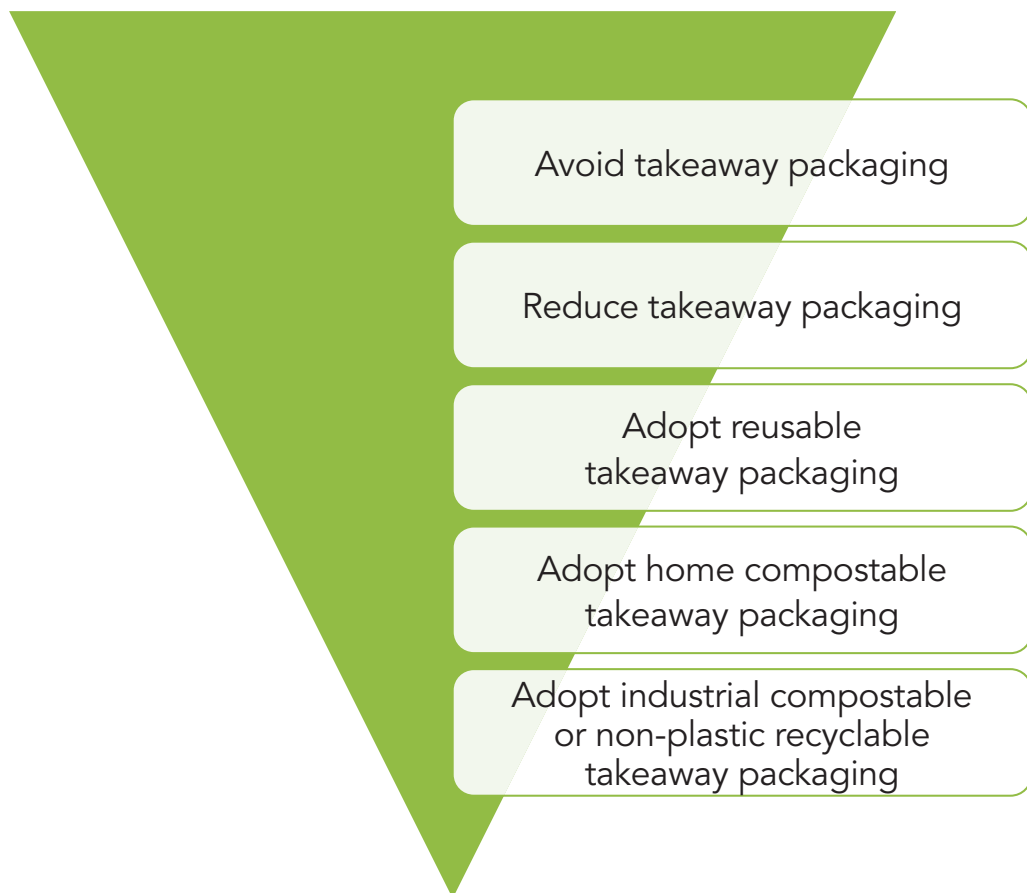 Avoid takeaway packaging
Reduce takeaway packaging
Adopt reusable
takeaway packaging
Adopt home compostable
takeaway packaging
Adopt industrial compostable
or non-plastic recyclable
takeaway packaging